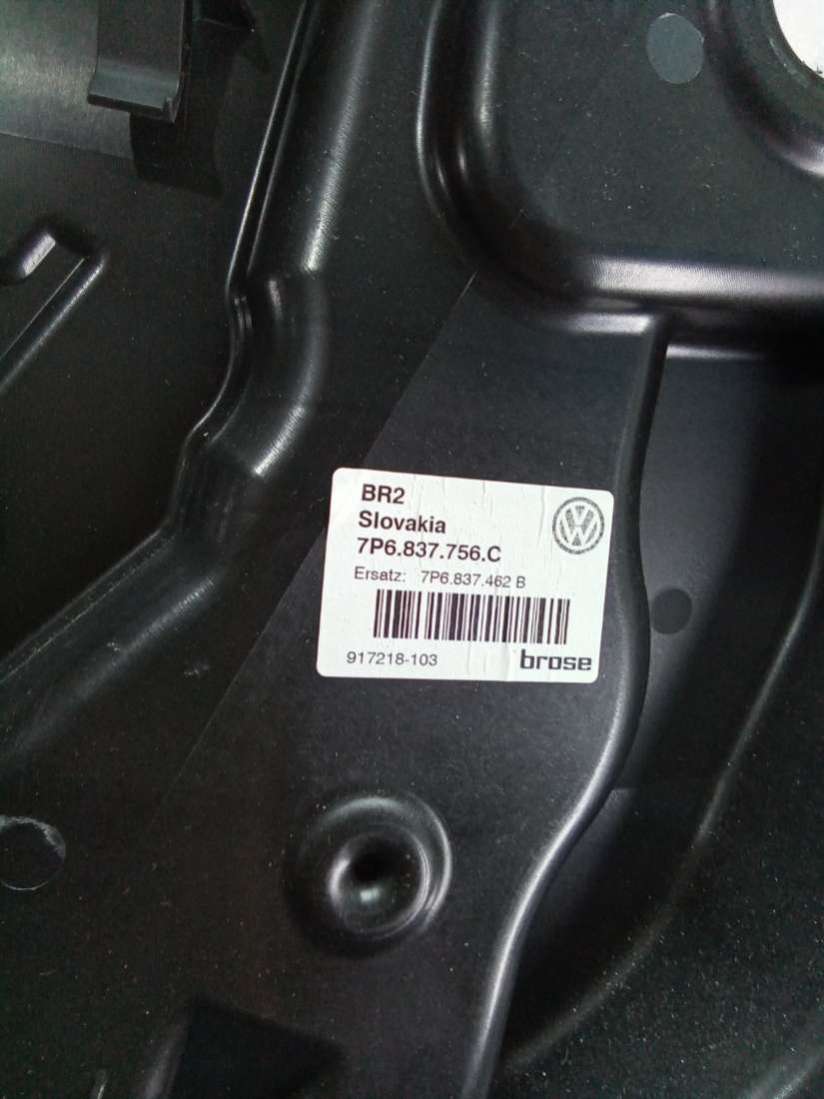 BR2
Slovakia
7P6.837.756.C
Ersatz: 7P6.837.462 B
917218-103
brose